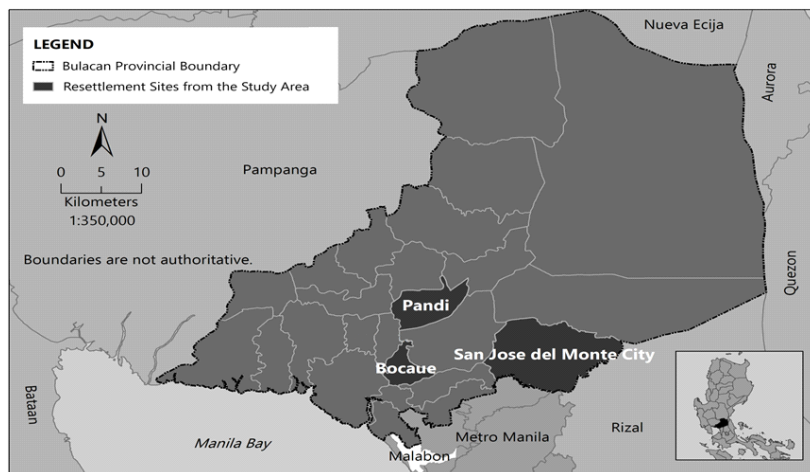 LEGEND
Bulacan Provincial Boundary
Resettlement Sites from the Study Area
Nueva Ecija
Aurora
N
0 5 10
Kilometers
1:350,000
Pampanga
Boundaries are not authoritative.
Quezon
Pandi
San Jose del Monte City
Bocaue
Bataan
Manila Bay
Metro Manila
Rizal
Malabon